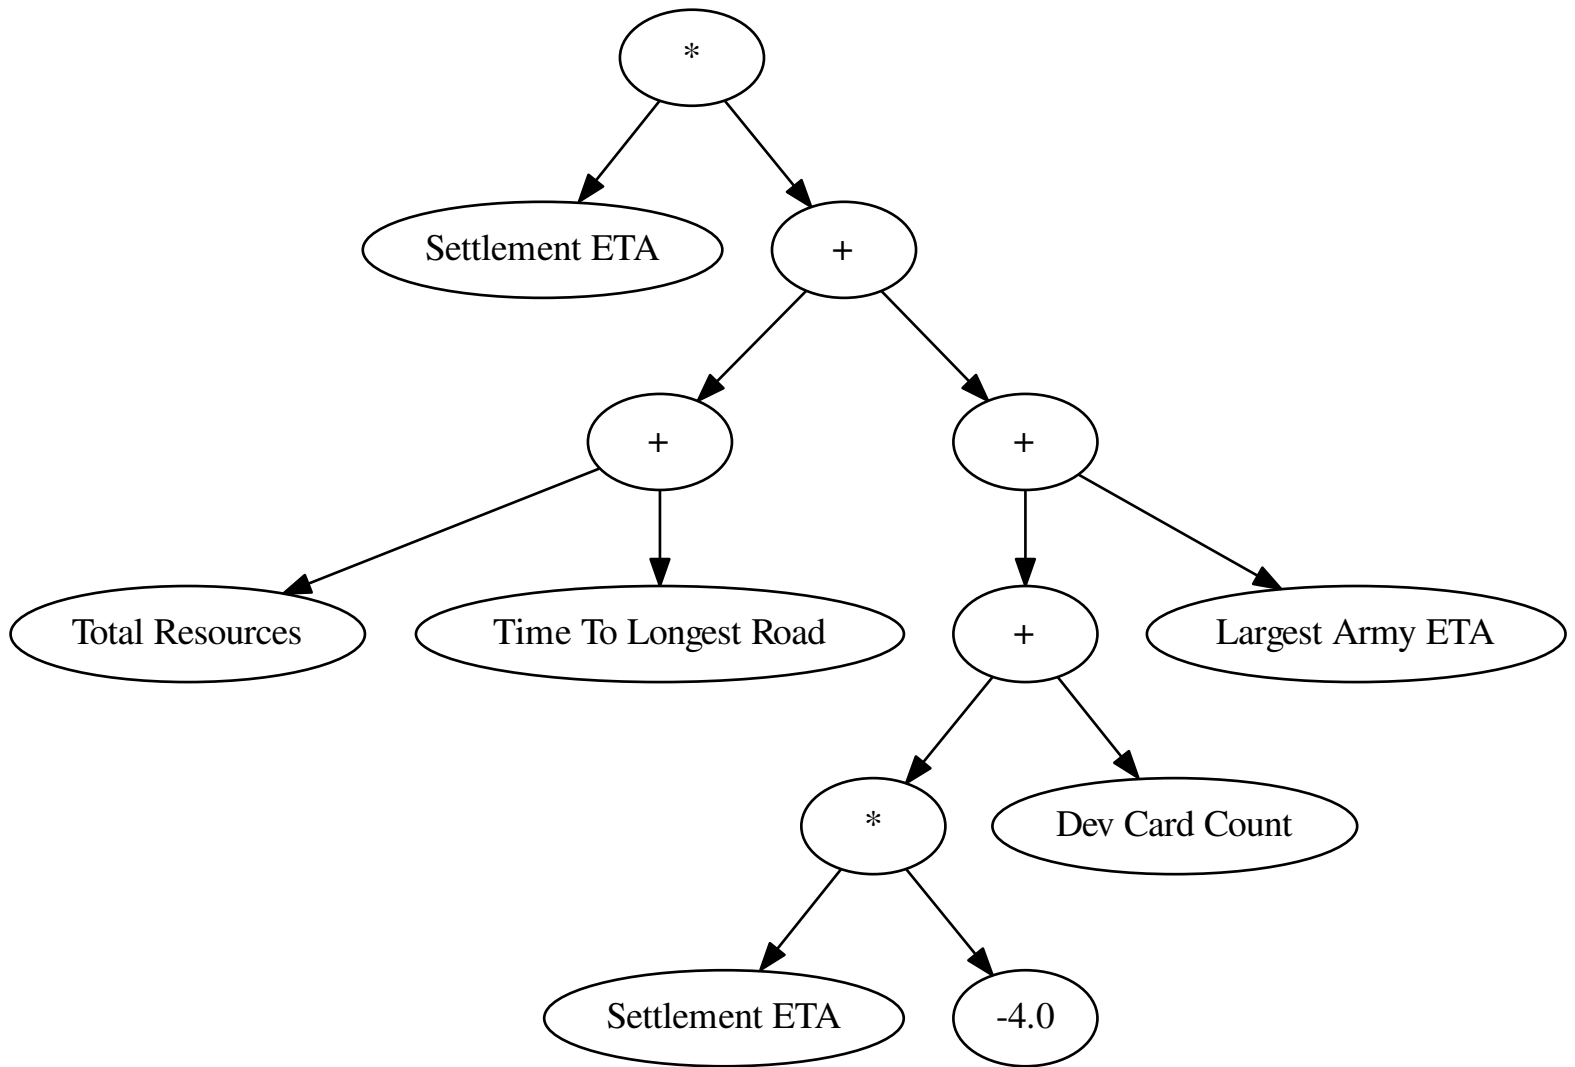 *
Settlement ETA
+
+
+
Total Resources
Time To Longest Road
+
Largest Army ETA
*
Dev Card Count
Settlement ETA
-4.0